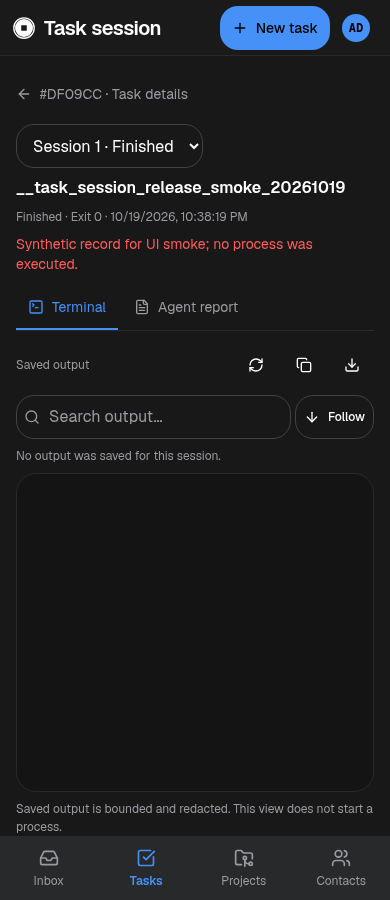 Task session
New task
AD
#DF09CC · Task details
Session 1 · Finished
__task_session_release_smoke_20261019
Finished · Exit 0 · 10/19/2026, 10:38:19 PM
Synthetic record for UI smoke; no process was
executed.
Terminal
Agent report
Saved output
Search output...
Follow
No output was saved for this session.
Saved output is bounded and redacted. This view does not start a
process.
Inbox
Tasks
Projects
Contacts